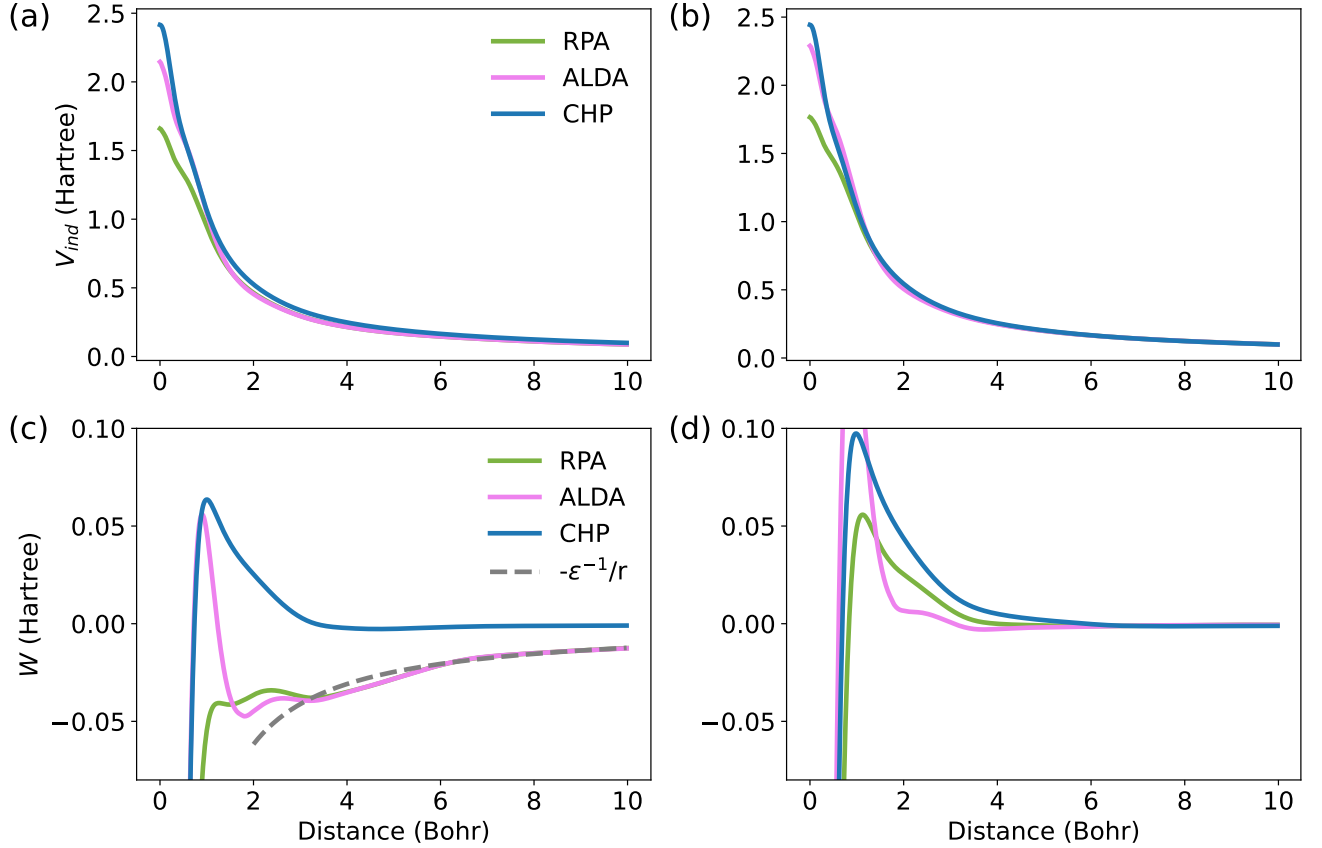 (a)
2.5
2.0
1.5
1.0
0.5
0.0
V_ind (Hartree)
RPA
ALDA
CHP
0 2 4 6 8 10
(b)
2.5
2.0
1.5
1.0
0.5
0.0
0 2 4 6 8 10
(c)
0.10
0.05
0.00
−0.05
W (Hartree)
RPA
ALDA
CHP
-ε⁻¹/r
0 2 4 6 8 10
Distance (Bohr)
(d)
0.10
0.05
0.00
−0.05
0 2 4 6 8 10
Distance (Bohr)